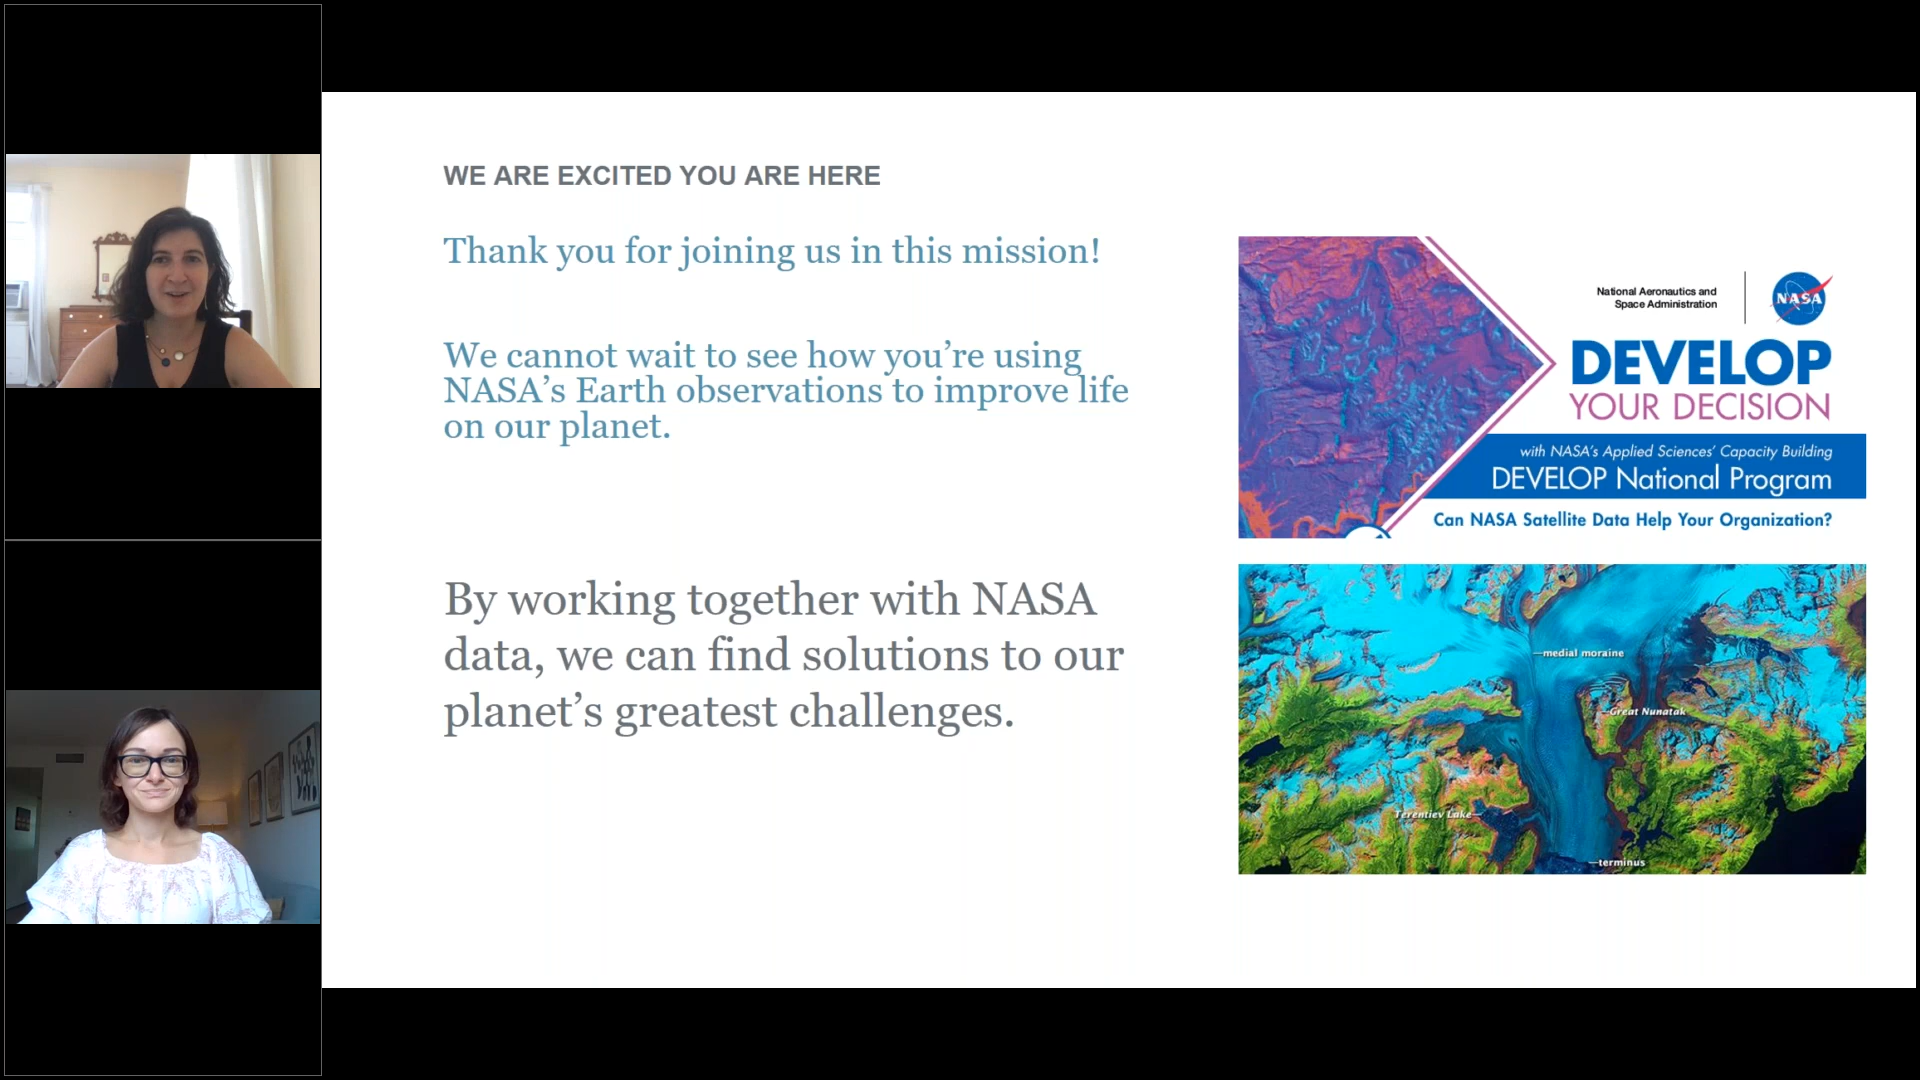 WE ARE EXCITED YOU ARE HERE
Thank you for joining us in this mission!
We cannot wait to see how you’re using
NASA’s Earth observations to improve life
on our planet.
By working together with NASA
data, we can find solutions to our
planet’s greatest challenges.
National Aeronautics and
Space Administration
NASA
DEVELOP
YOUR DECISION
with NASA’s Applied Sciences’ Capacity Building
DEVELOP National Program
Can NASA Satellite Data Help Your Organization?
medial moraine
Great Nunatak
Terentiev Lake
terminus